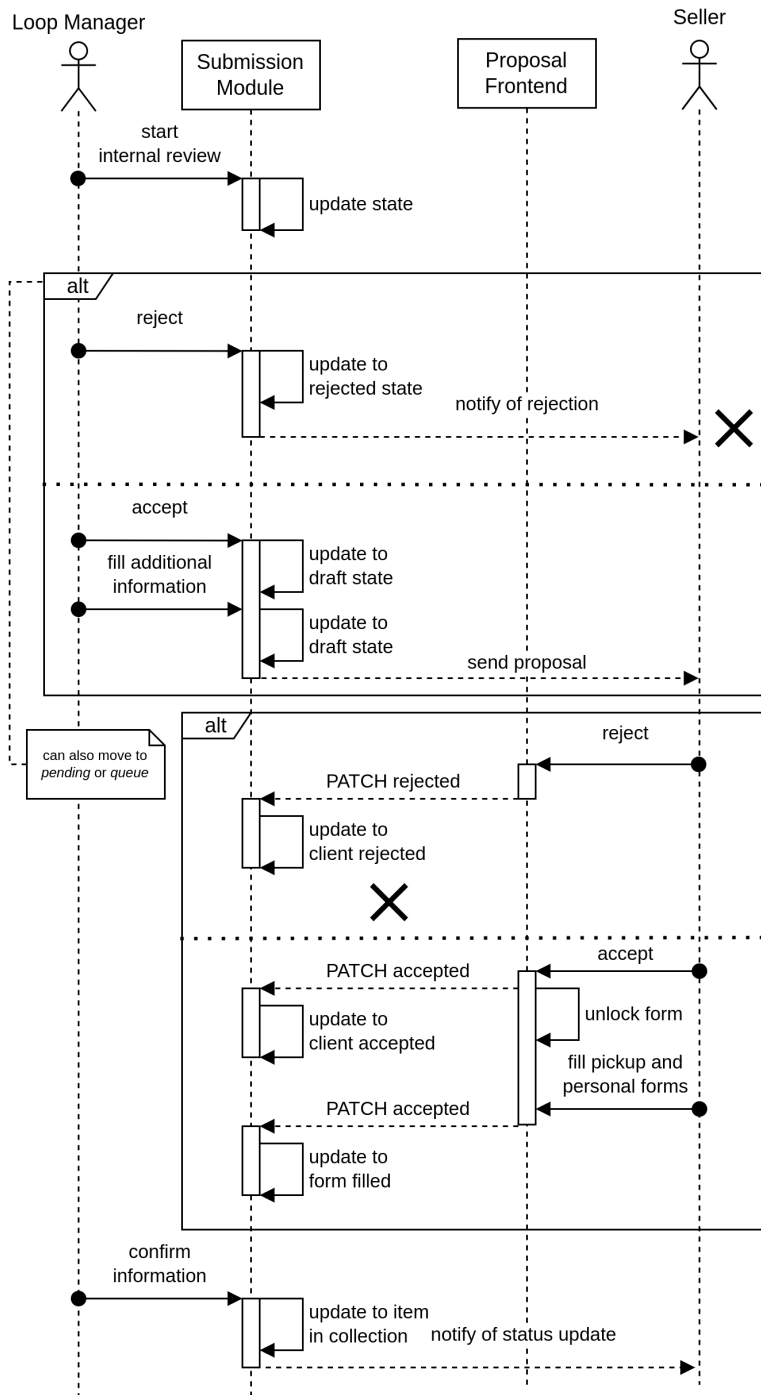 Loop Manager
Submission
Module
Proposal
Frontend
Seller
start
internal review
update state
alt
reject
update to
rejected state
notify of rejection
accept
update to
draft state
fill additional
information
update to
draft state
send proposal
alt
reject
can also move to
pending or queue
PATCH rejected
update to
client rejected
accept
PATCH accepted
unlock form
update to
client accepted
fill pickup and
personal forms
PATCH accepted
update to
form filled
confirm
information
update to item
in collection
notify of status update